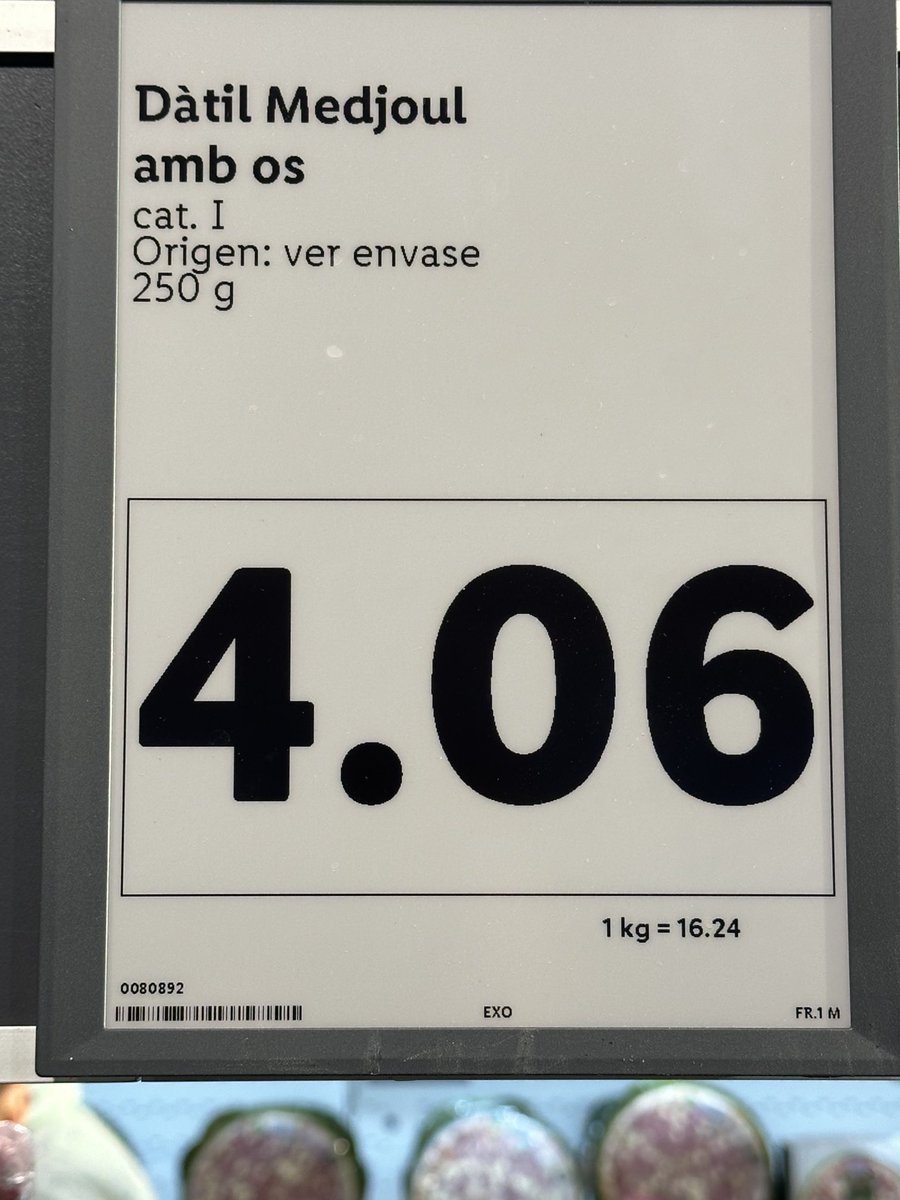 Dàtil Medjoul
amb os
cat. I
Origen: ver envase
250 g
4.06
1 kg = 16.24
0080892
EXO
FR.1 M